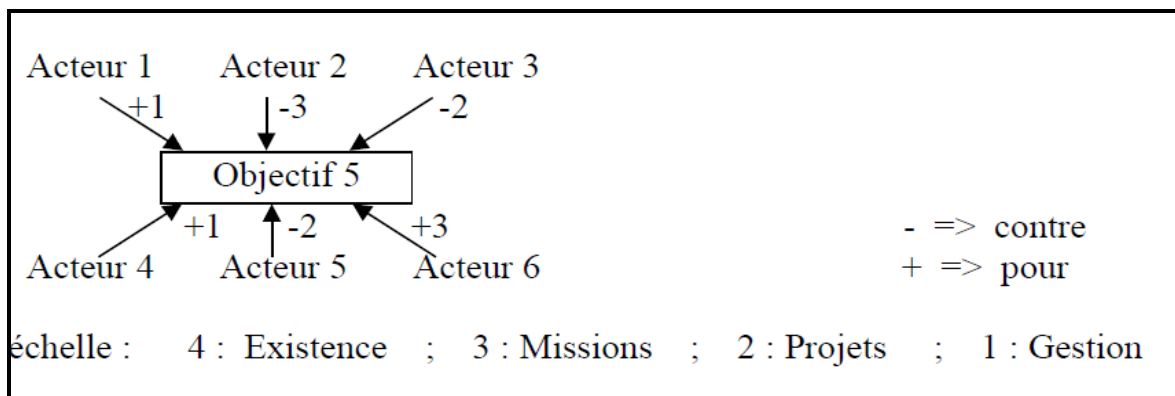 Acteur 1 Acteur 2 Acteur 3
+1 -3 -2
Objectif 5
+1 -2 +3
- => contre
Acteur 4 Acteur 5 Acteur 6
+ => pour
échelle : 4 : Existence ; 3 : Missions ; 2 : Projets ; 1 : Gestion